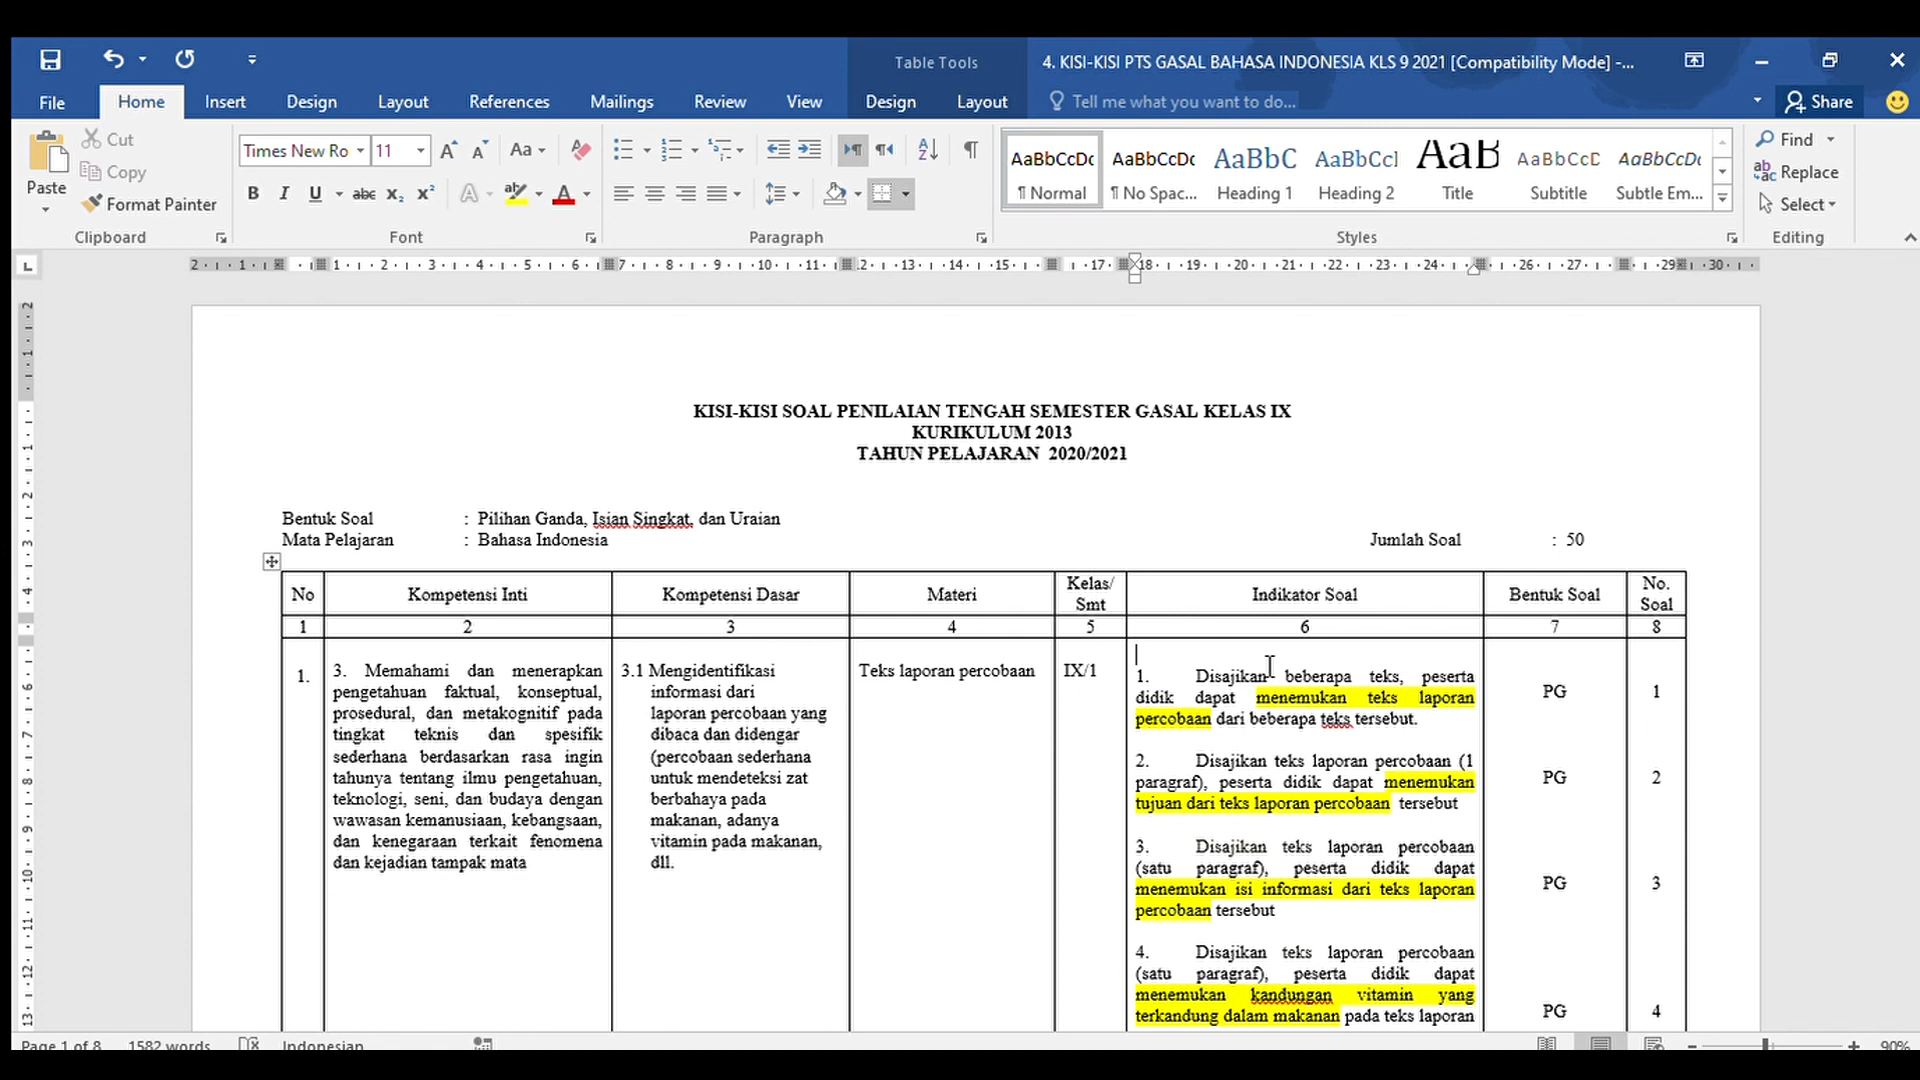 Table Tools
4. KISI-KISI PTS GASAL BAHASA INDONESIA KLS 9 2021 [Compatibility Mode] -...
File Home Insert Design Layout References Mailings Review View Design Layout Tell me what you want to do... Share
Paste
Cut
Copy
Format Painter
Clipboard
Times New Ro 11
Font
Paragraph
AaBbCcDc AaBbCcDc AaBbC AaBbCcI AaB AaBbCcD AaBbCcDc
¶ Normal ¶ No Spac... Heading 1 Heading 2 Title Subtitle Subtle Em...
Styles
Find
Replace
Select
Editing
KISI-KISI SOAL PENILAIAN TENGAH SEMESTER GASAL KELAS IX
KURIKULUM 2013
TAHUN PELAJARAN 2020/2021
Bentuk Soal : Pilihan Ganda, Isian Singkat, dan Uraian
Mata Pelajaran : Bahasa Indonesia Jumlah Soal : 50
No Kompetensi Inti Kompetensi Dasar Materi Kelas/ Smt Indikator Soal Bentuk Soal No. Soal
1 2 3 4 5 6 7 8
1.
3. Memahami dan menerapkan
pengetahuan faktual, konseptual,
prosedural, dan metakognitif pada
tingkat teknis dan spesifik
sederhana berdasarkan rasa ingin
tahunya tentang ilmu pengetahuan,
teknologi, seni, dan budaya dengan
wawasan kemanusiaan, kebangsaan,
dan kenegaraan terkait fenomena
dan kejadian tampak mata
3.1 Mengidentifikasi
informasi dari
laporan percobaan yang
dibaca dan didengar
(percobaan sederhana
untuk mendeteksi zat
berbahaya pada
makanan, adanya
vitamin pada makanan,
dll.
Teks laporan percobaan
IX/1
1. Disajikan beberapa teks, peserta
didik dapat menemukan teks laporan
percobaan dari beberapa teks tersebut.
PG 1
2. Disajikan teks laporan percobaan (1
paragraf), peserta didik dapat menemukan
tujuan dari teks laporan percobaan tersebut
PG 2
3. Disajikan teks laporan percobaan
(satu paragraf), peserta didik dapat
menemukan isi informasi dari teks laporan
percobaan tersebut
PG 3
4. Disajikan teks laporan percobaan
(satu paragraf), peserta didik dapat
menemukan kandungan vitamin yang
terkandung dalam makanan pada teks laporan
PG 4
Page 1 of 8 1582 words Indonesian 90%